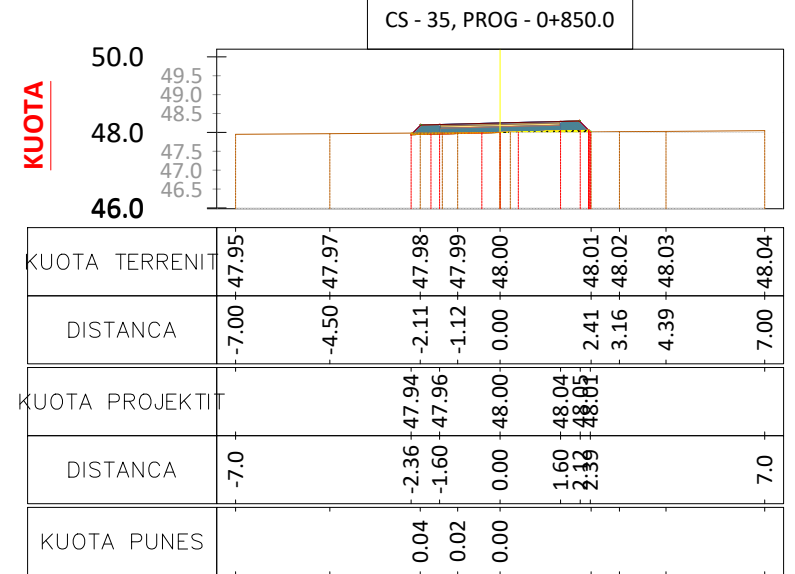 CS - 35, PROG - 0+850.0
KUOTA
50.0
49.5
49.0
48.5
48.0
47.5
47.0
46.5
46.0
KUOTA TERRENIT 47.95 47.97 47.98 47.99 48.00 48.01 48.02 48.03 48.04
DISTANCA -7.00 -4.50 -2.11 -1.12 0.00 2.41 3.16 4.39 7.00
KUOTA PROJEKTIT 47.94 47.96 48.00 48.04 48.05 48.01
DISTANCA -7.0 -2.36 -1.60 0.00 1.60 2.12 2.39 7.0
KUOTA PUNES 0.04 0.02 0.00